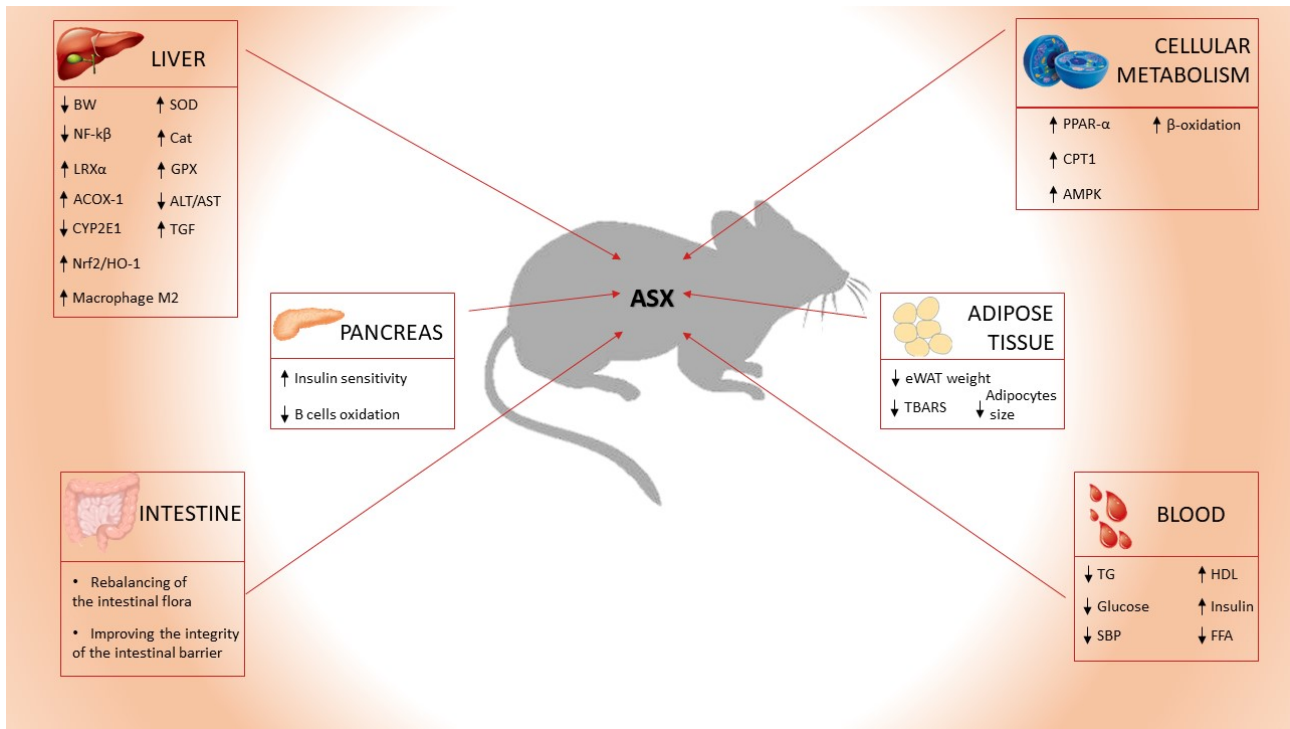 LIVER
↓ BW
↑ SOD
↓ NF-kβ
↑ Cat
↑ LRXα
↑ GPX
↑ ACOX-1
↓ ALT/AST
↓ CYP2E1
↑ TGF
↑ Nrf2/HO-1
↑ Macrophage M2
CELLULAR
METABOLISM
↑ PPAR-α
↑ β-oxidation
↑ CPT1
↑ AMPK
ASX
PANCREAS
↑ Insulin sensitivity
↓ B cells oxidation
ADIPOSE
TISSUE
↓ eWAT weight
↓ TBARS
↓ Adipocytes
size
INTESTINE
• Rebalancing of
the intestinal flora
• Improving the integrity
of the intestinal barrier
BLOOD
↓ TG
↑ HDL
↓ Glucose
↑ Insulin
↓ SBP
↓ FFA